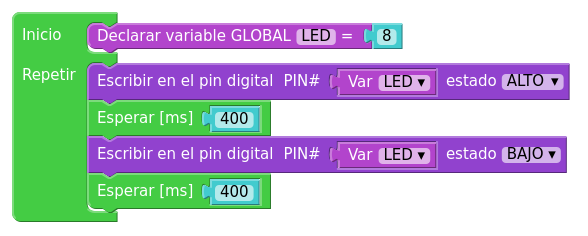 Inicio Declarar variable GLOBAL LED = 8
Repetir Escribir en el pin digital PIN# Var LED ▾ estado ALTO ▾
Esperar [ms] 400
Escribir en el pin digital PIN# Var LED ▾ estado BAJO ▾
Esperar [ms] 400